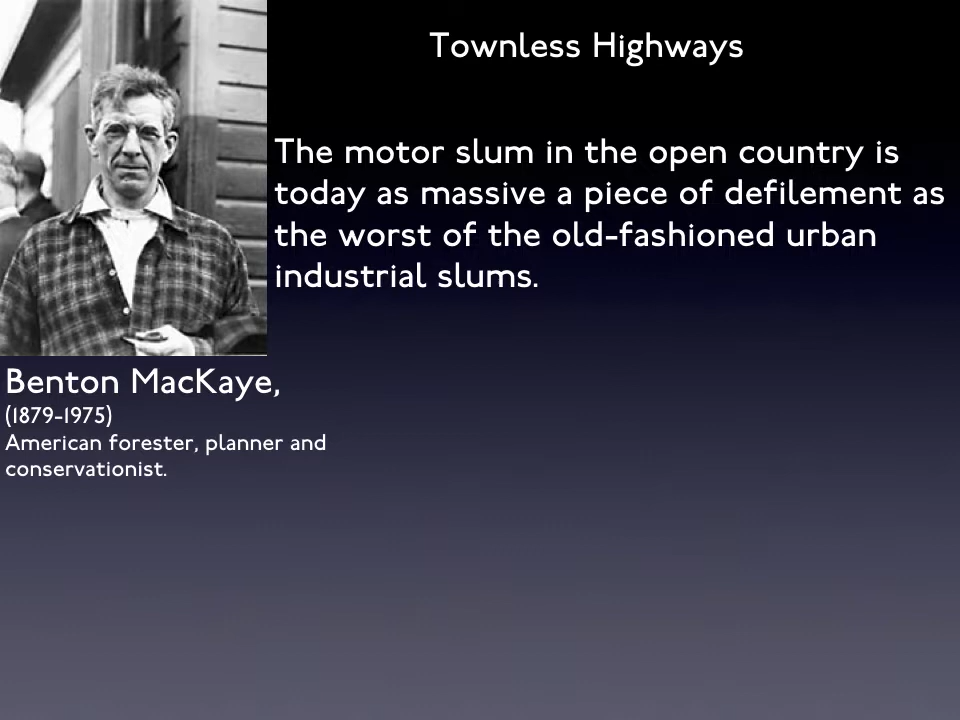 Townless Highways
The motor slum in the open country is
today as massive a piece of defilement as
the worst of the old-fashioned urban
industrial slums.
Benton MacKaye,
(1879-1975)
American forester, planner and
conservationist.